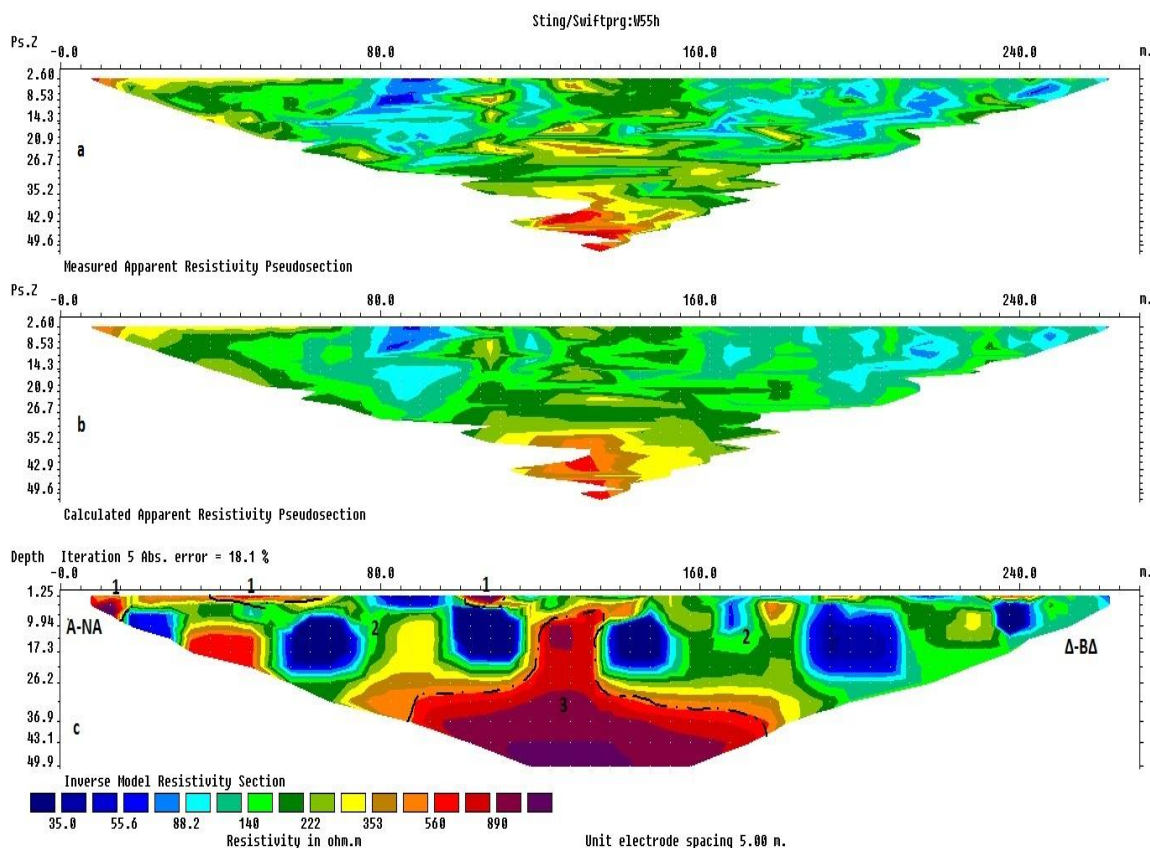 Sting/Swiftprg:W55h
Ps.Z -0.0 80.0 160.0 240.0 m.
2.60
8.53
14.3
20.9
26.7
35.2
42.9
49.6
a
Measured Apparent Resistivity Pseudosection
Ps.Z -0.0 80.0 160.0 240.0 m.
2.60
8.53
14.3
20.9
26.7
35.2
42.9
49.6
b
Calculated Apparent Resistivity Pseudosection
Depth Iteration 5 Abs. error = 18.1 %
-0.0 80.0 160.0 240.0 m.
1 1 1
1.25
9.94
A-NA 2 2 Δ-ΒΔ
17.3
26.2
3
36.9
c
43.1
49.9
Inverse Model Resistivity Section
35.0 55.6 88.2 140 222 353 560 890
Resistivity in ohm.m Unit electrode spacing 5.00 m.